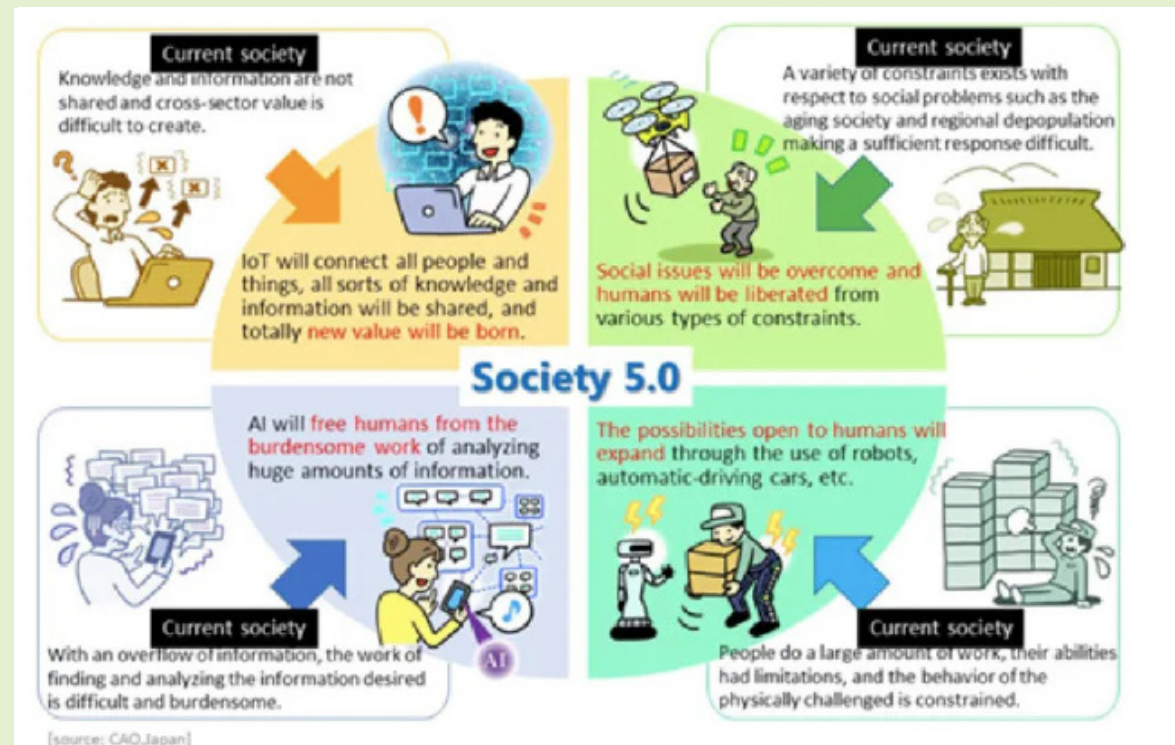 Current society
Knowledge and information are not
shared and cross-sector value is
difficult to create.
IoT will connect all people and
things, all sorts of knowledge and
information will be shared, and
totally new value will be born.
Current society
A variety of constraints exists with
respect to social problems such as the
aging society and regional depopulation
making a sufficient response difficult.
Social issues will be overcome and
humans will be liberated from
various types of constraints.
Society 5.0
AI will free humans from the
burdensome work of analyzing
huge amounts of information.
AI
Current society
With an overflow of information, the work of
finding and analyzing the information desired
is difficult and burdensome.
The possibilities open to humans will
expand through the use of robots,
automatic-driving cars, etc.
Current society
People do a large amount of work, their abilities
had limitations, and the behavior of the
physically challenged is constrained.
[source: CAO,Japan]